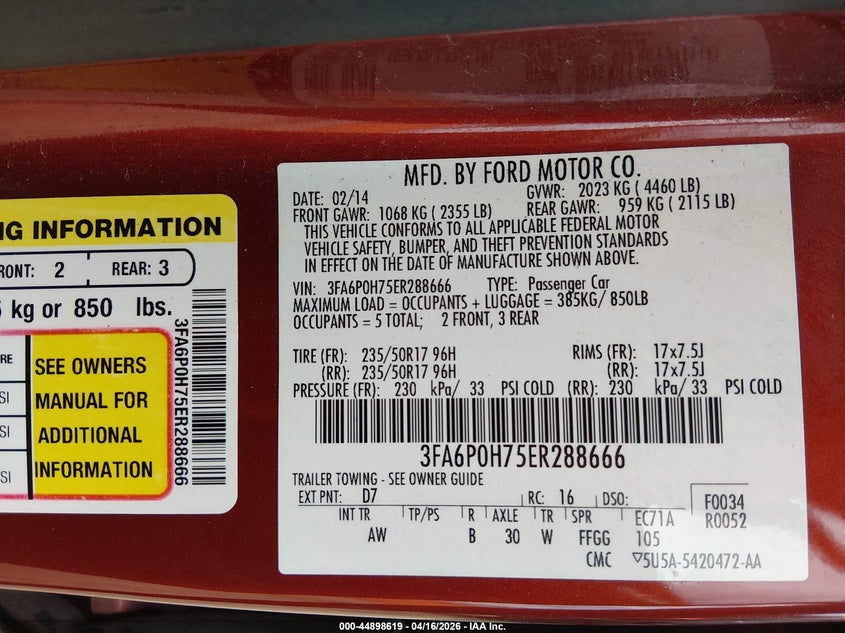 NG INFORMATION
FRONT: 2 REAR: 3
kg or 850 lbs.
SEE OWNERS
MANUAL FOR
ADDITIONAL
INFORMATION
3FA6P0H75ER288666
MFD. BY FORD MOTOR CO.
DATE: 02/14 GVWR: 2023 KG ( 4460 LB)
FRONT GAWR: 1068 KG ( 2355 LB) REAR GAWR: 959 KG ( 2115 LB)
THIS VEHICLE CONFORMS TO ALL APPLICABLE FEDERAL MOTOR
VEHICLE SAFETY, BUMPER, AND THEFT PREVENTION STANDARDS
IN EFFECT ON THE DATE OF MANUFACTURE SHOWN ABOVE.
VIN: 3FA6P0H75ER288666 TYPE: Passenger Car
MAXIMUM LOAD = OCCUPANTS + LUGGAGE = 385KG/ 850LB
OCCUPANTS = 5 TOTAL; 2 FRONT, 3 REAR
TIRE (FR): 235/50R17 96H RIMS (FR): 17x7.5J
(RR): 235/50R17 96H (RR): 17x7.5J
PRESSURE (FR): 230 kPa/ 33 PSI COLD (RR): 230 kPa/ 33 PSI COLD
3FA6P0H75ER288666
TRAILER TOWING - SEE OWNER GUIDE
EXT PNT: D7 RC: 16 DSO: F0034
R0052
INT TR TP/PS R AXLE TR SPR EC71A
AW B 30 W FFGG 105
CMC ▽5U5A-5420472-AA
000-44898619 - 04/16/2026 - IAA Inc.